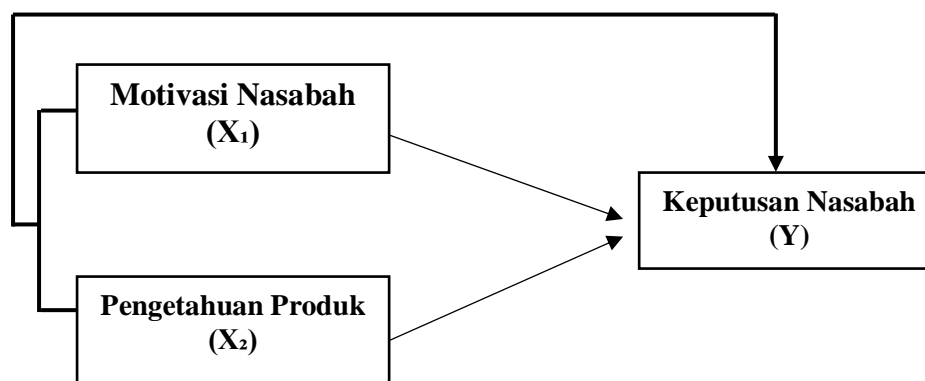 Motivasi Nasabah
(X₁)
Keputusan Nasabah
(Y)
Pengetahuan Produk
(X₂)